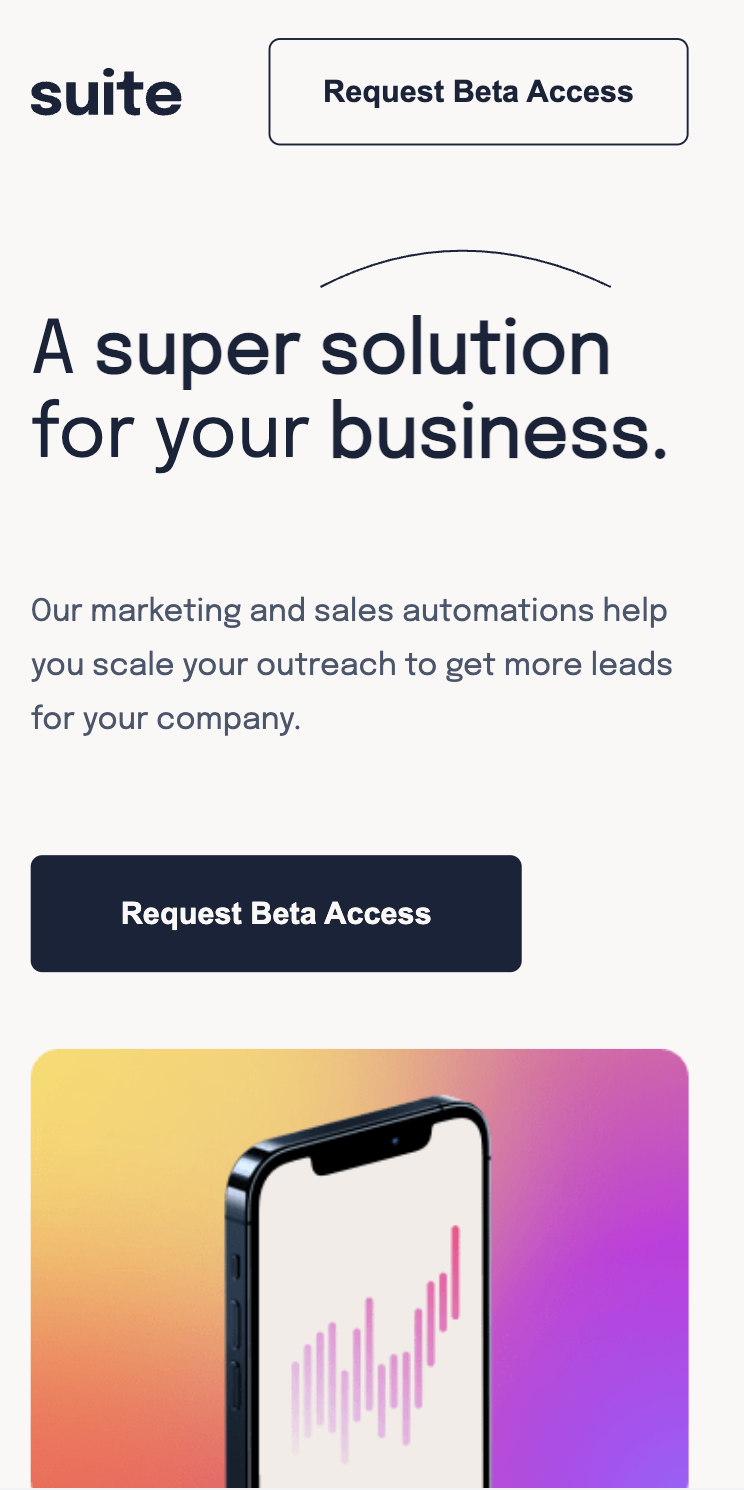 suite
Request Beta Access
A super solution
for your business.
Our marketing and sales automations help
you scale your outreach to get more leads
for your company.
Request Beta Access